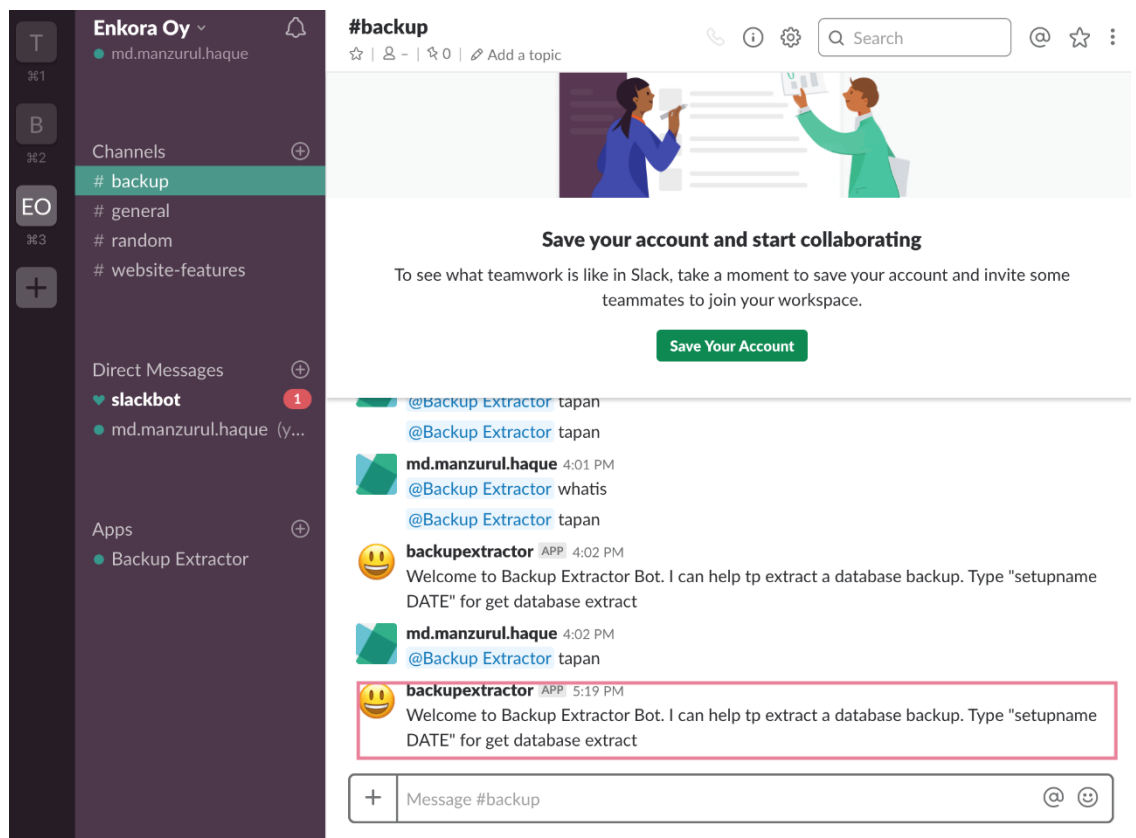 T
⌘1
B
⌘2
EO
⌘3
Enkora Oy
md.manzurul.haque
Channels
# backup
# general
# random
# website-features
Direct Messages
slackbot
1
md.manzurul.haque (y...
Apps
Backup Extractor
#backup
– | 0 | Add a topic
Search
Save your account and start collaborating
To see what teamwork is like in Slack, take a moment to save your account and invite some
teammates to join your workspace.
Save Your Account
@Backup Extractor tapan
@Backup Extractor tapan
md.manzurul.haque 4:01 PM
@Backup Extractor whatis
@Backup Extractor tapan
backupextractor APP 4:02 PM
Welcome to Backup Extractor Bot. I can help tp extract a database backup. Type "setupname
DATE" for get database extract
md.manzurul.haque 4:02 PM
@Backup Extractor tapan
backupextractor APP 5:19 PM
Welcome to Backup Extractor Bot. I can help tp extract a database backup. Type "setupname
DATE" for get database extract
Message #backup